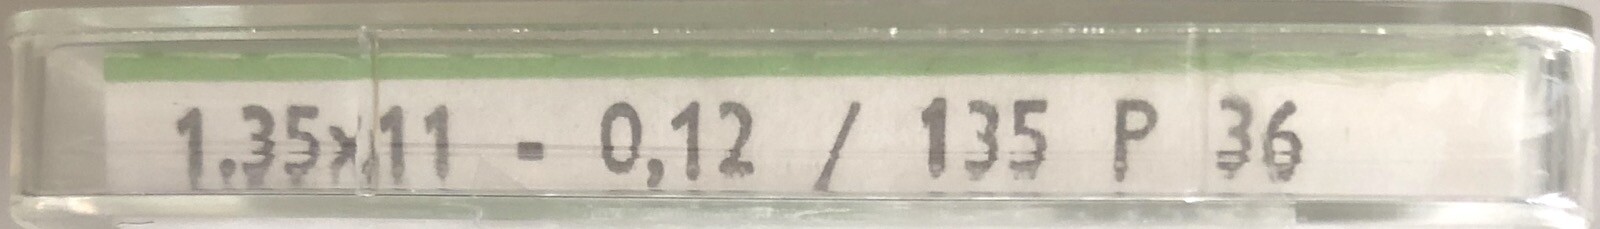 1.35x11 - 0,12 / 135 P 36